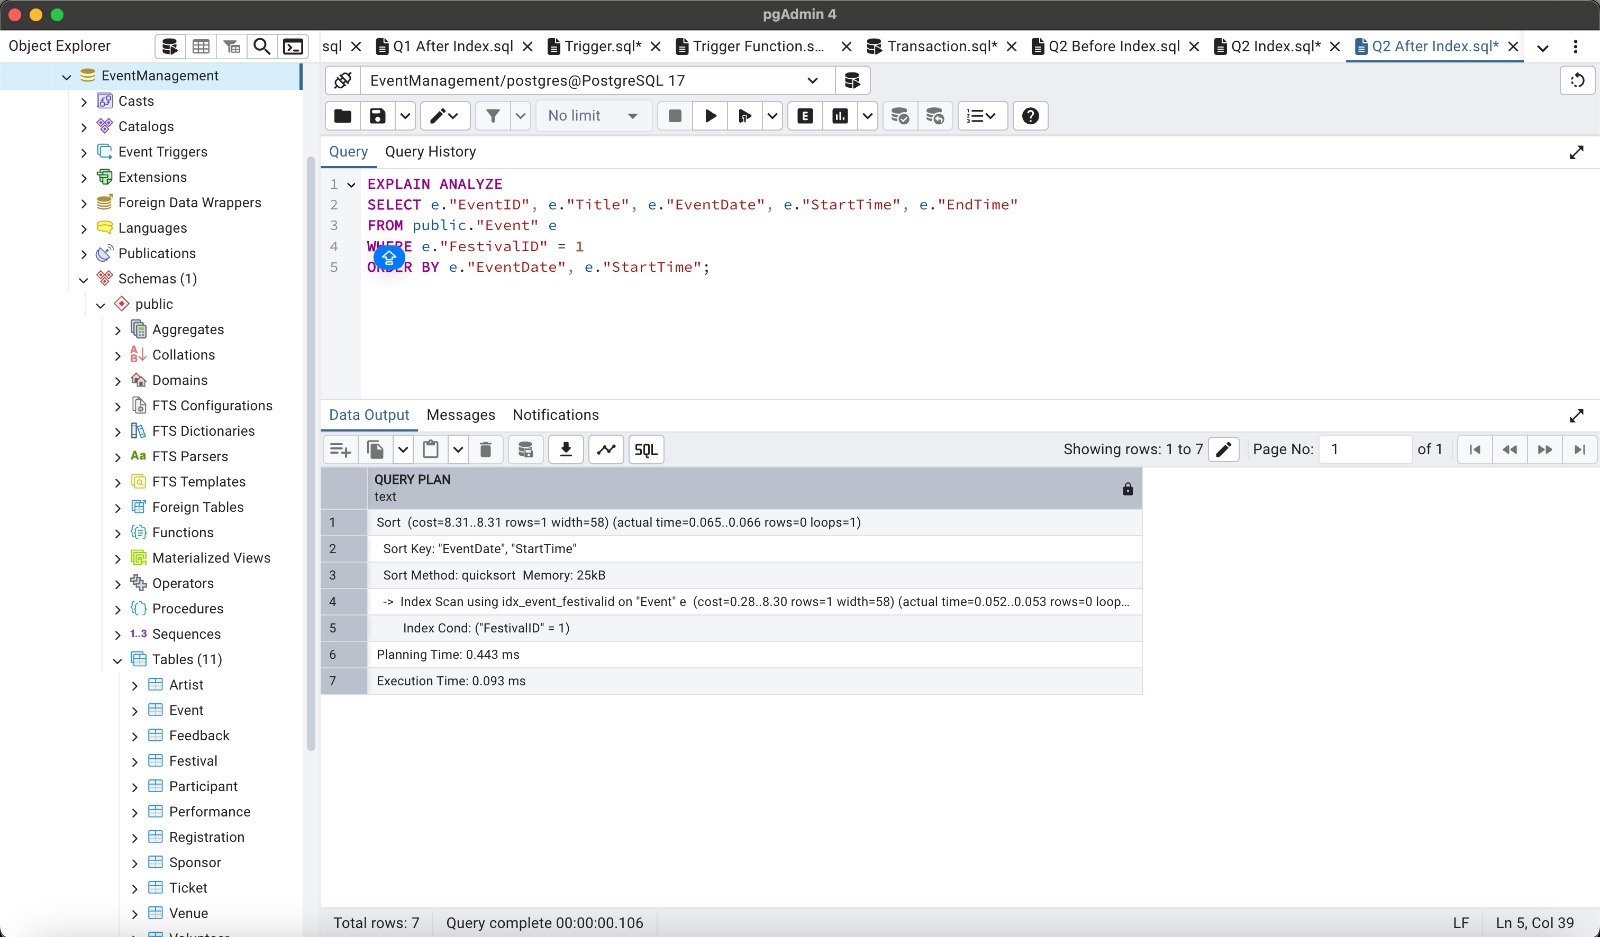 pgAdmin 4
Object Explorer
sql
Q1 After Index.sql
Trigger.sql*
Trigger Function.s...
Transaction.sql*
Q2 Before Index.sql
Q2 Index.sql*
Q2 After Index.sql*
EventManagement
Casts
Catalogs
Event Triggers
Extensions
Foreign Data Wrappers
Languages
Publications
Schemas (1)
public
Aggregates
Collations
Domains
FTS Configurations
FTS Dictionaries
Aa FTS Parsers
FTS Templates
Foreign Tables
Functions
Materialized Views
Operators
Procedures
1..3 Sequences
Tables (11)
Artist
Event
Feedback
Festival
Participant
Performance
Registration
Sponsor
Ticket
Venue
EventManagement/postgres@PostgreSQL 17
No limit
E
Query Query History
1 EXPLAIN ANALYZE
2 SELECT e."EventID", e."Title", e."EventDate", e."StartTime", e."EndTime"
3 FROM public."Event" e
4 WHERE e."FestivalID" = 1
5 ORDER BY e."EventDate", e."StartTime";
Data Output Messages Notifications
SQL
Showing rows: 1 to 7
Page No: 1 of 1
QUERY PLAN
text
1 Sort (cost=8.31..8.31 rows=1 width=58) (actual time=0.065..0.066 rows=0 loops=1)
2 Sort Key: "EventDate", "StartTime"
3 Sort Method: quicksort Memory: 25kB
4 -> Index Scan using idx_event_festivalid on "Event" e (cost=0.28..8.30 rows=1 width=58) (actual time=0.052..0.053 rows=0 loop...
5 Index Cond: ("FestivalID" = 1)
6 Planning Time: 0.443 ms
7 Execution Time: 0.093 ms
Total rows: 7
Query complete 00:00:00.106
LF
Ln 5, Col 39